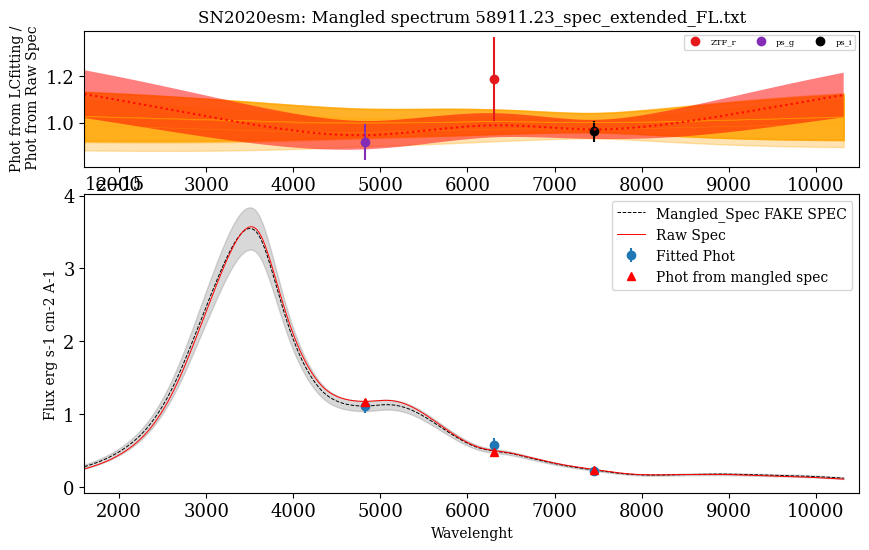 SN2020esm: Mangled spectrum 58911.23_spec_extended_FL.txt
Phot from LCfitting /
Phot from Raw Spec
1.2
1.0
ZTF_r ps_g ps_i
2000 3000 4000 5000 6000 7000 8000 9000 10000
1e−15
Flux erg s-1 cm-2 A-1
4
3
2
1
0
Mangled_Spec FAKE SPEC
Raw Spec
Fitted Phot
Phot from mangled spec
2000 3000 4000 5000 6000 7000 8000 9000 10000
Wavelenght